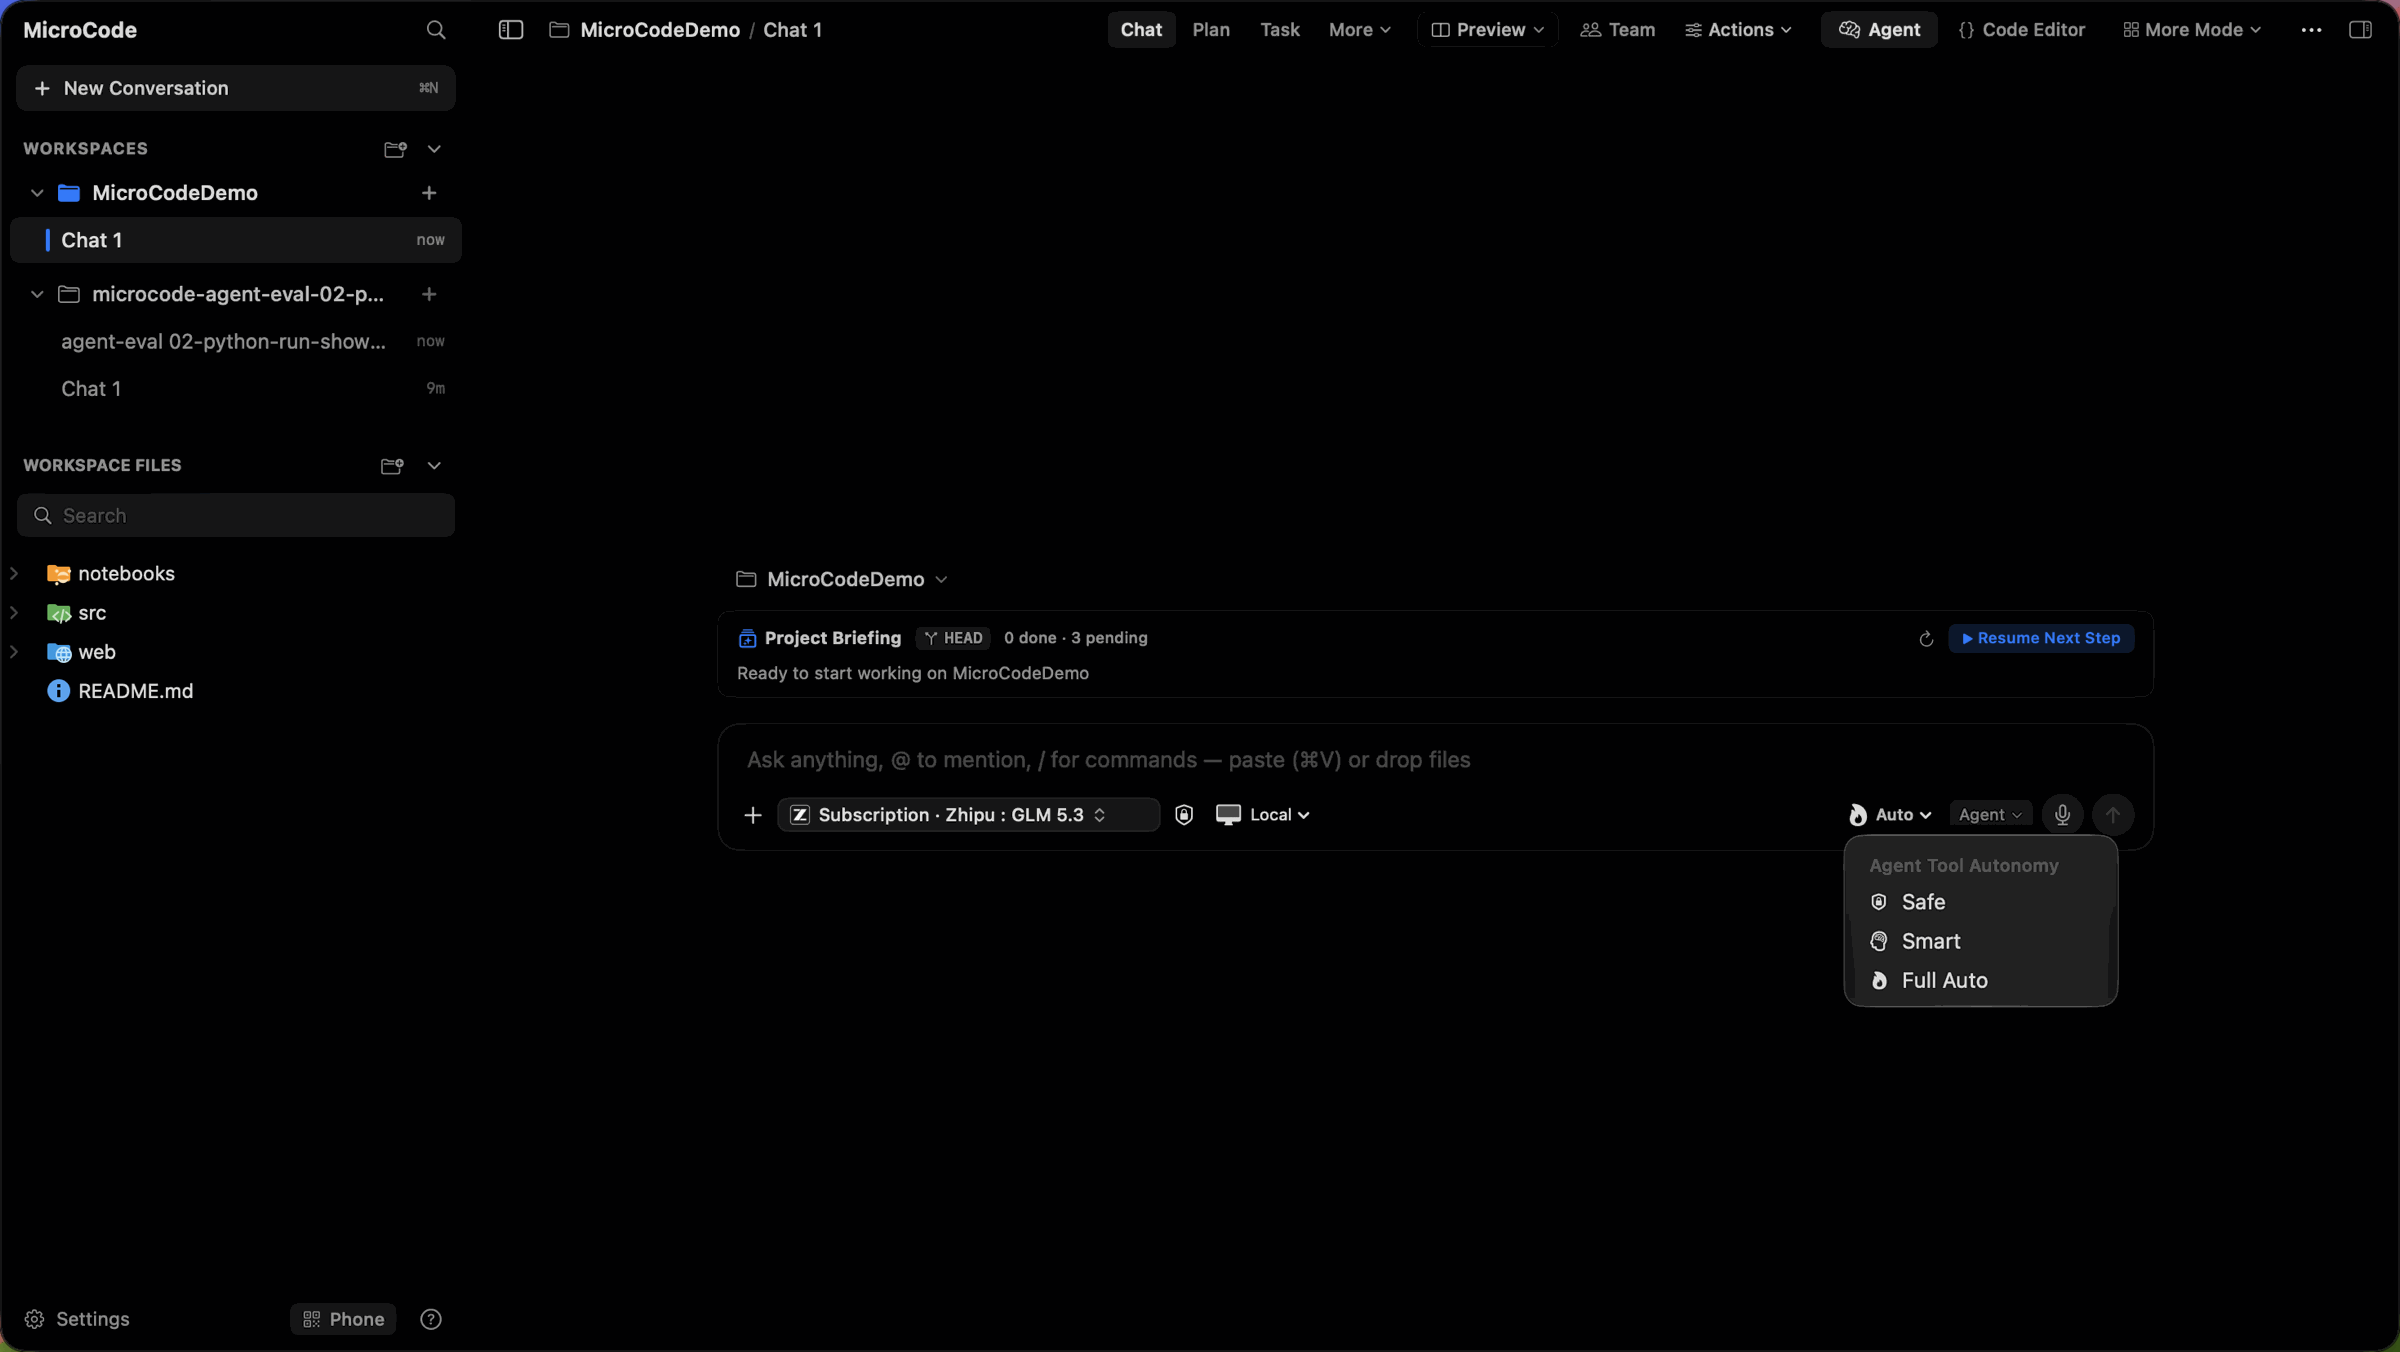 MicroCode
New Conversation ⌘N
WORKSPACES
MicroCodeDemo
Chat 1 now
microcode-agent-eval-02-p...
agent-eval 02-python-run-show... now
Chat 1 9m
WORKSPACE FILES
Search
notebooks
src
web
README.md
Settings
Phone
MicroCodeDemo / Chat 1
Chat Plan Task More Preview Team Actions Agent {} Code Editor More Mode
MicroCodeDemo
Project Briefing HEAD 0 done · 3 pending Resume Next Step
Ready to start working on MicroCodeDemo
Ask anything, @ to mention, / for commands — paste (⌘V) or drop files
Subscription · Zhipu : GLM 5.3 Local Auto Agent
Agent Tool Autonomy
Safe
Smart
Full Auto